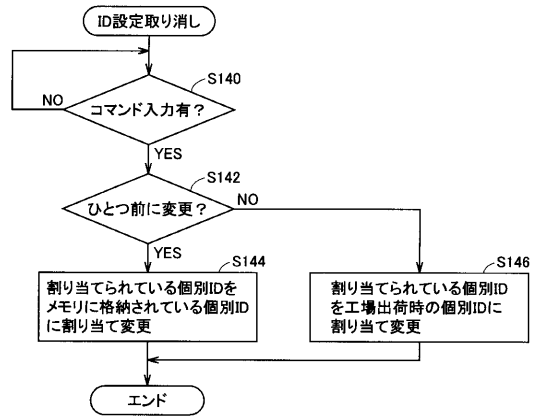 ID設定取り消し
S140
コマンド入力有？
NO
YES
S142
ひとつ前に変更？
NO
YES
S144
割り当てられている個別IDを
メモリに格納されている個別ID
に割り当て変更
S146
割り当てられている個別ID
を工場出荷時の個別IDに
割り当て変更
エンド